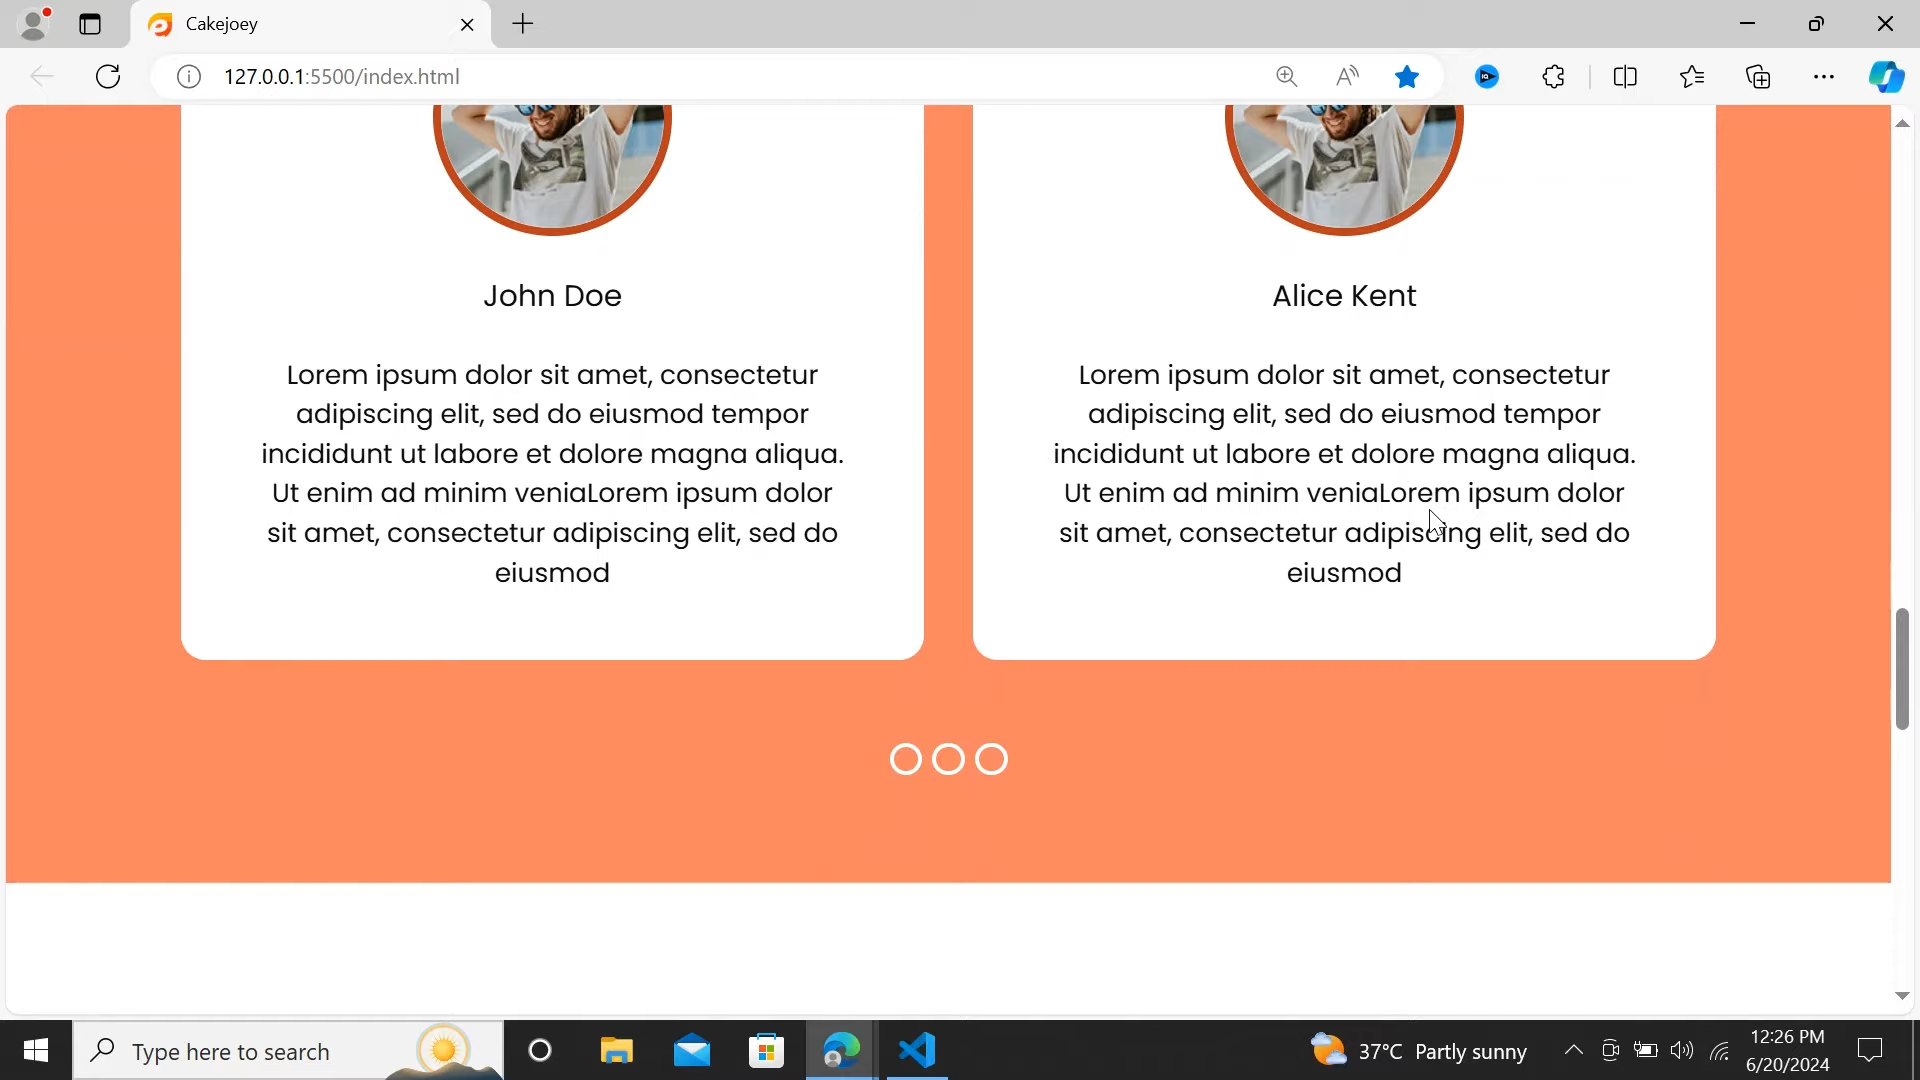 Cakejoey
127.0.0.1:5500/index.html
John Doe
Lorem ipsum dolor sit amet, consectetur
adipiscing elit, sed do eiusmod tempor
incididunt ut labore et dolore magna aliqua.
Ut enim ad minim veniaLorem ipsum dolor
sit amet, consectetur adipiscing elit, sed do
eiusmod
Alice Kent
Lorem ipsum dolor sit amet, consectetur
adipiscing elit, sed do eiusmod tempor
incididunt ut labore et dolore magna aliqua.
Ut enim ad minim veniaLorem ipsum dolor
sit amet, consectetur adipiscing elit, sed do
eiusmod
Type here to search
37°C Partly sunny
12:26 PM
6/20/2024